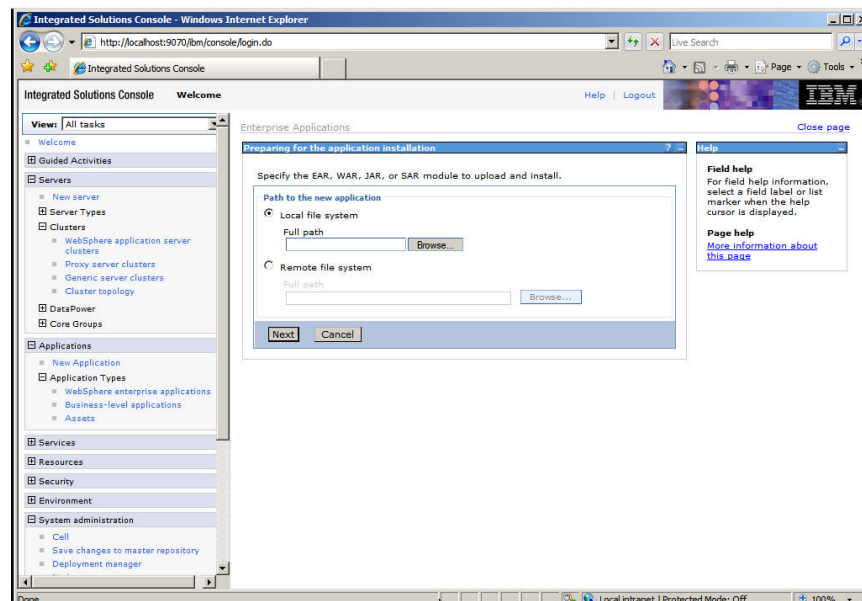 Integrated Solutions Console - Windows Internet Explorer
http://localhost:9070/ibm/console/login.do
Live Search
Integrated Solutions Console
Page
Tools
Integrated Solutions Console Welcome
Help | Logout
IBM
View: All tasks
Welcome
Guided Activities
Servers
New server
Server Types
Clusters
WebSphere application server
clusters
Proxy server clusters
Generic server clusters
Cluster topology
DataPower
Core Groups
Applications
New Application
Application Types
WebSphere enterprise applications
Business-level applications
Assets
Services
Resources
Security
Environment
System administration
Cell
Save changes to master repository
Deployment manager
Enterprise Applications
Close page
Preparing for the application installation
? -
Specify the EAR, WAR, JAR, or SAR module to upload and install.
Path to the new application
Local file system
Full path
Browse...
Remote file system
Full path
Browse...
Next Cancel
Help
Field help
For field help information,
select a field label or list
marker when the help
cursor is displayed.
Page help
More information about
this page
Done
Local intranet | Protected Mode: Off
100%